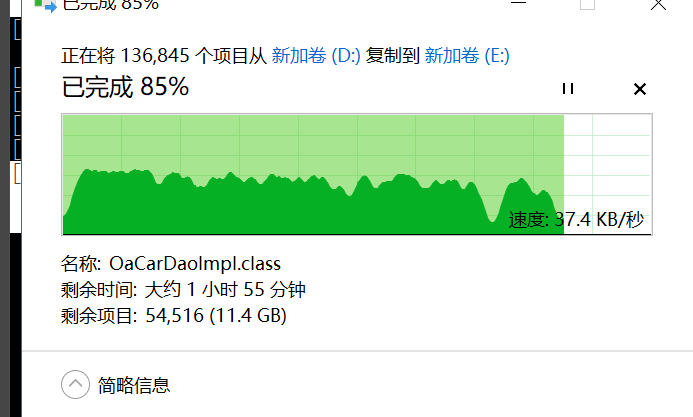 已完成 85%
正在将 136,845 个项目从 新加卷 (D:) 复制到 新加卷 (E:)
已完成 85%
速度: 37.4 KB/秒
名称: OaCarDaoImpl.class
剩余时间: 大约 1 小时 55 分钟
剩余项目: 54,516 (11.4 GB)
简略信息